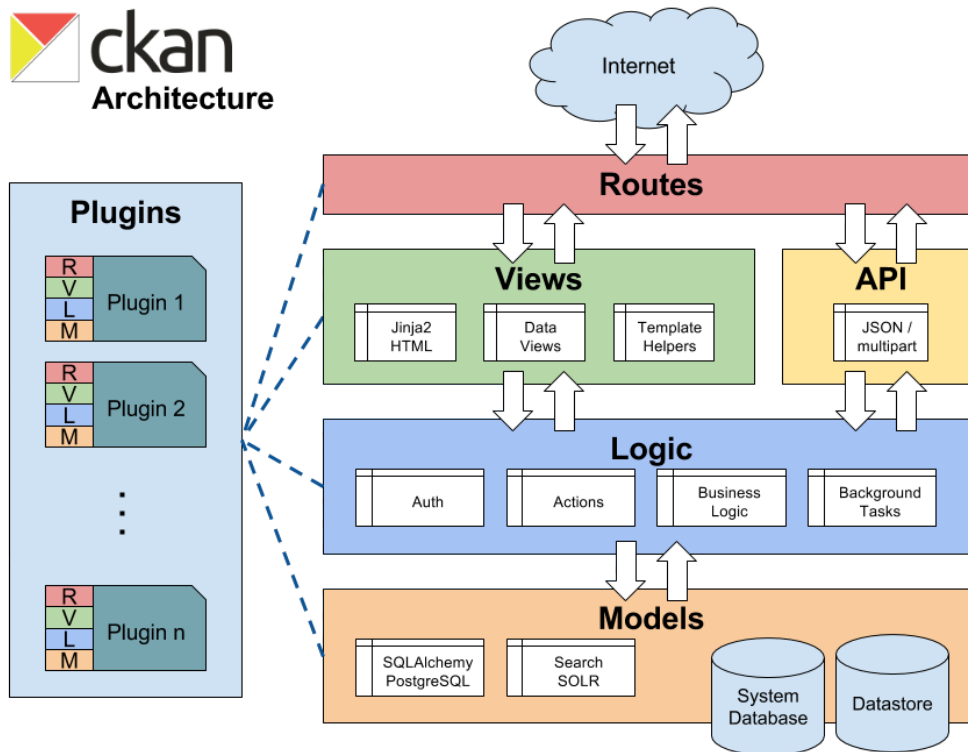 ckan
Architecture
Internet
Routes
Plugins
R
V
L
M
Plugin 1
R
V
L
M
Plugin 2
R
V
L
M
Plugin n
Views
Jinja2
HTML
Data
Views
Template
Helpers
API
JSON /
multipart
Logic
Auth
Actions
Business
Logic
Background
Tasks
Models
SQLAlchemy
PostgreSQL
Search
SOLR
System
Database
Datastore